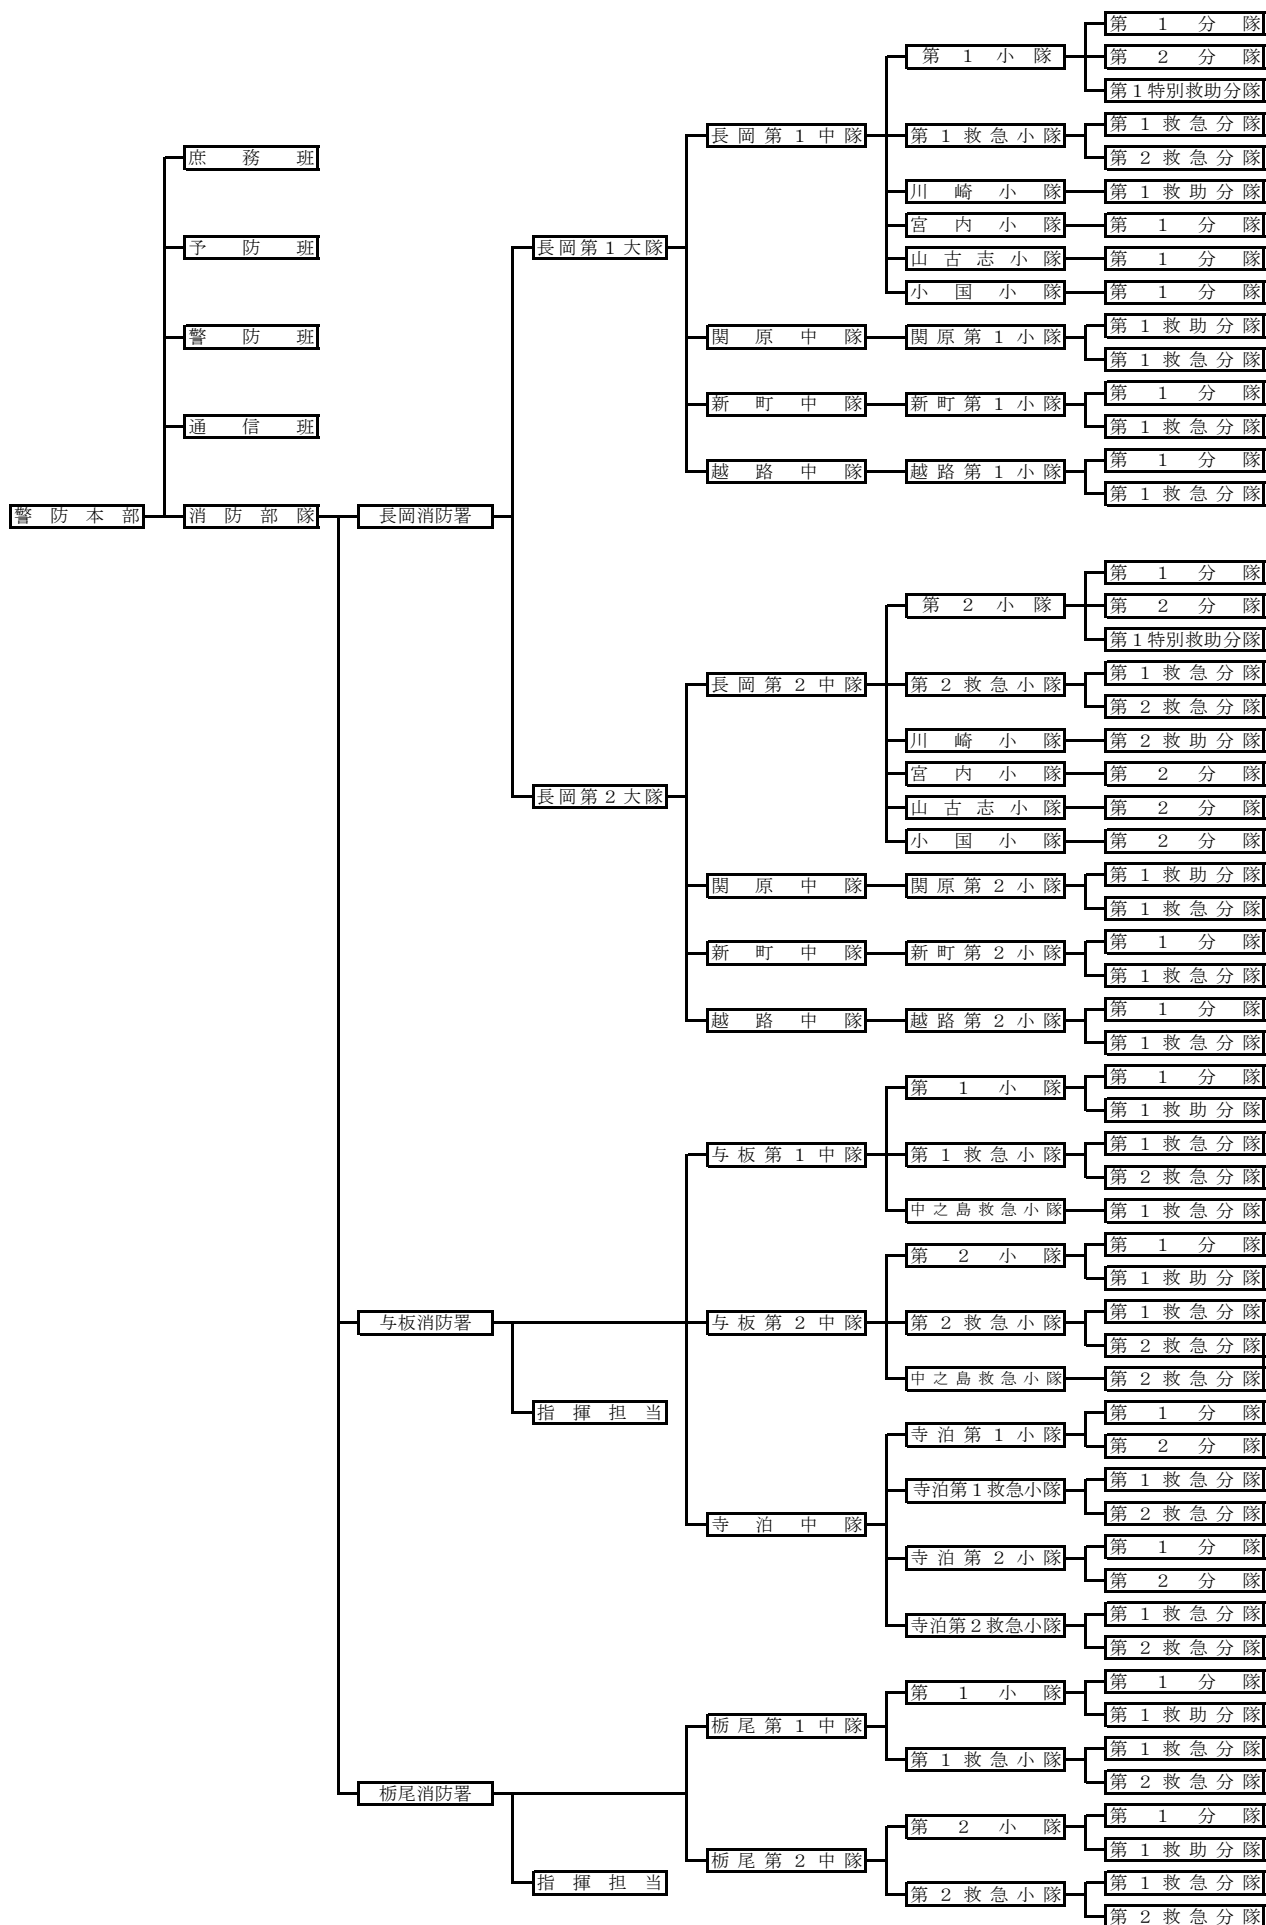 第1分隊
第1小隊
第2分隊
第1特別救助分隊
長岡第1中隊
第1救急小隊
第1救急分隊
庶務班
第2救急分隊
川崎小隊
第1救助分隊
宮内小隊
第1分隊
予防班
長岡第1大隊
山古志小隊
第1分隊
小国小隊
第1分隊
警防班
関原中隊
関原第1小隊
第1救助分隊
第1救急分隊
新町中隊
新町第1小隊
第1分隊
通信班
第1救急分隊
越路中隊
越路第1小隊
第1分隊
第1救急分隊
警防本部
消防部隊
長岡消防署
第1分隊
第2小隊
第2分隊
第1特別救助分隊
長岡第2中隊
第2救急小隊
第1救急分隊
第2救急分隊
川崎小隊
第2救助分隊
宮内小隊
第2分隊
長岡第2大隊
山古志小隊
第2分隊
小国小隊
第2分隊
関原中隊
関原第2小隊
第1救助分隊
第1救急分隊
新町中隊
新町第2小隊
第1分隊
第1救急分隊
越路中隊
越路第2小隊
第1分隊
第1救急分隊
第1小隊
第1分隊
第1救助分隊
与板第1中隊
第1救急小隊
第1救急分隊
第2救急分隊
中之島救急小隊
第1救急分隊
第2小隊
第1分隊
第1救助分隊
与板消防署
与板第2中隊
第2救急小隊
第1救急分隊
第2救急分隊
中之島救急小隊
第2救急分隊
指揮担当
寺泊第1小隊
第1分隊
第2分隊
寺泊第1救急小隊
第1救急分隊
第2救急分隊
寺泊中隊
寺泊第2小隊
第1分隊
第2分隊
寺泊第2救急小隊
第1救急分隊
第2救急分隊
第1小隊
第1分隊
第1救助分隊
栃尾第1中隊
第1救急小隊
第1救急分隊
第2救急分隊
栃尾消防署
第2小隊
第1分隊
第1救助分隊
栃尾第2中隊
指揮担当
第2救急小隊
第1救急分隊
第2救急分隊